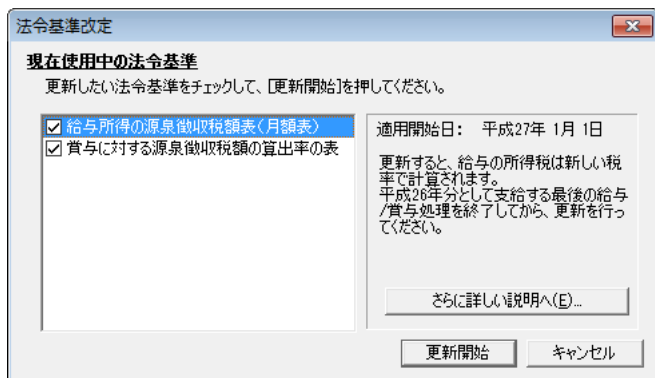 法令基準改定
現在使用中の法令基準
更新したい法令基準をチェックして、[更新開始]を押してください。
給与所得の源泉徴収税額表(月額表)
賞与に対する源泉徴収税額の算出率の表
適用開始日: 平成27年 1月 1日
更新すると、給与の所得税は新しい税
率で計算されます。
平成26年分として支給する最後の給与
/賞与処理を終了してから、更新を行っ
てください。
さらに詳しい説明へ(E)...
更新開始
キャンセル